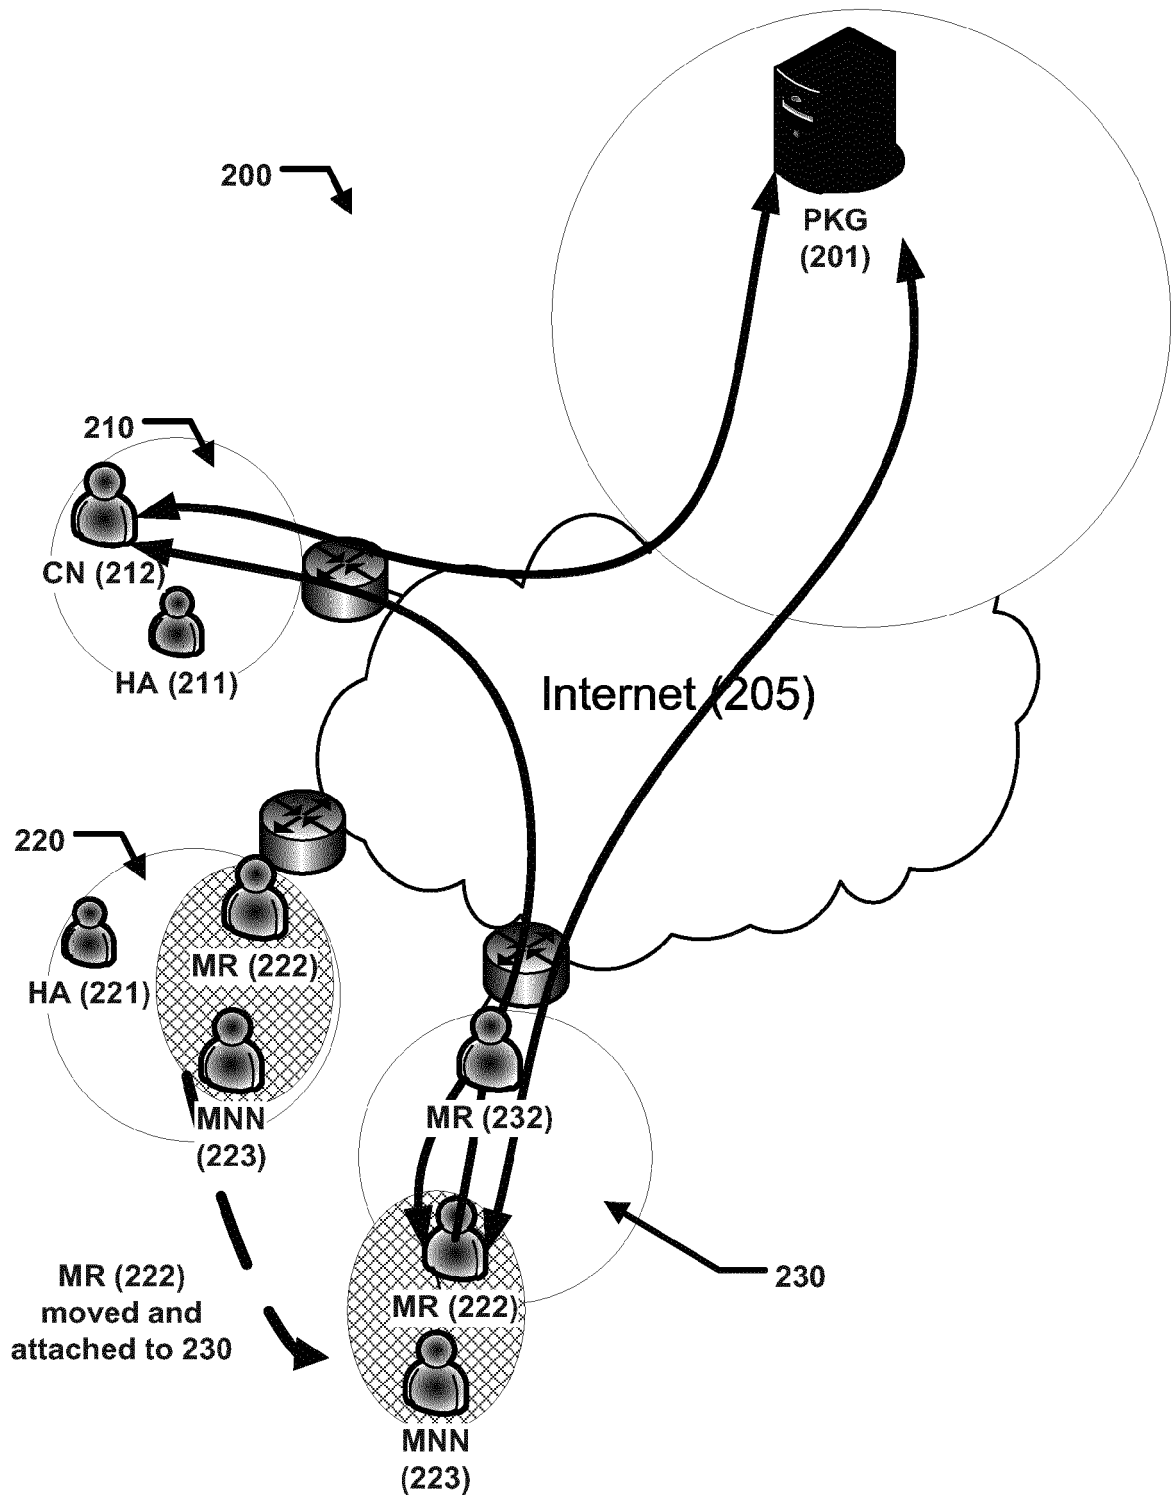 200
PKG
(201)
210
CN (212)
HA (211)
Internet (205)
220
MR (222)
HA (221)
MNN
(223)
MR (232)
230
MR (222)
moved and
attached to 230
MR (222)
MNN
(223)